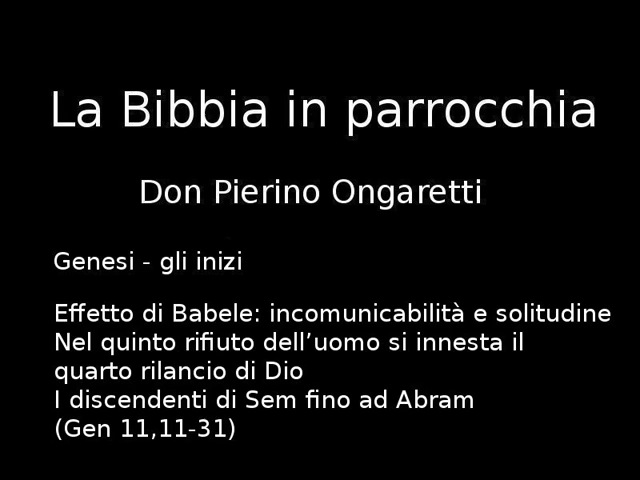 La Bibbia in parrocchia
Don Pierino Ongaretti
Genesi - gli inizi
Effetto di Babele: incomunicabilità e solitudine
Nel quinto rifiuto dell’uomo si innesta il
quarto rilancio di Dio
I discendenti di Sem fino ad Abram
(Gen 11,11-31)